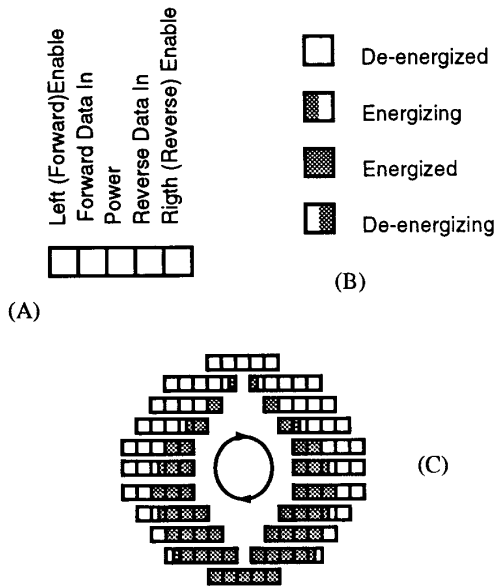 Left (Forward)Enable
Forward Data In
Power
Reverse Data In
Rigth (Reverse) Enable
(A)
De-energized
Energizing
Energized
De-energizing
(B)
(C)